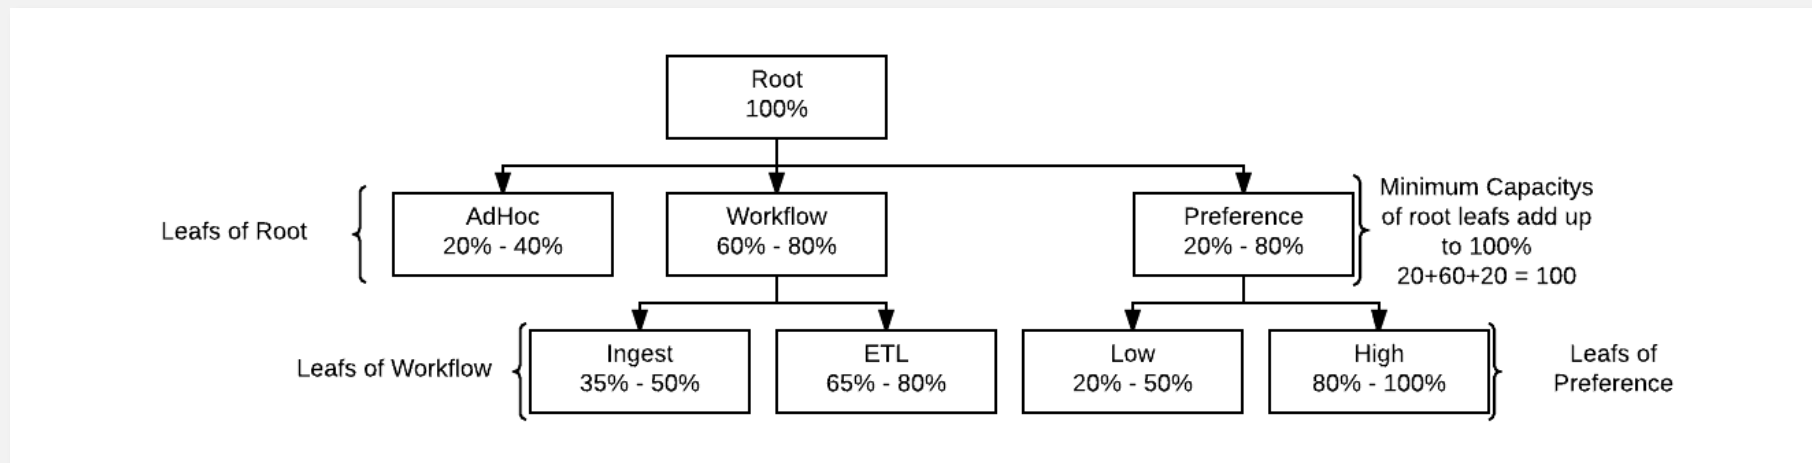 Root
100%
Leafs of Root
AdHoc
20% - 40%
Workflow
60% - 80%
Preference
20% - 80%
Minimum Capacitys
of root leafs add up
to 100%
20+60+20 = 100
Leafs of Workflow
Ingest
35% - 50%
ETL
65% - 80%
Low
20% - 50%
High
80% - 100%
Leafs of
Preference